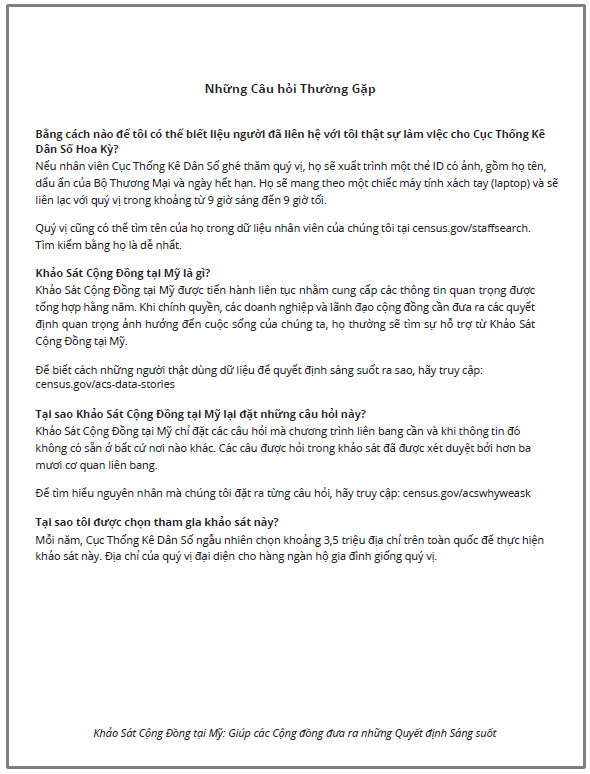 Những Câu hỏi Thường Gặp
Bằng cách nào để tôi có thể biết liệu người đã liên hệ với tôi thật sự làm việc cho Cục Thống Kê
Dân Số Hoa Kỳ?
Nếu nhân viên Cục Thống Kê Dân Số ghé thăm quý vị, họ sẽ xuất trình một thẻ ID có ảnh, gồm họ tên,
dấu ấn của Bộ Thương Mại và ngày hết hạn. Họ sẽ mang theo một chiếc máy tính xách tay (laptop) và sẽ
liên lạc với quý vị trong khoảng từ 9 giờ sáng đến 9 giờ tối.
Quý vị cũng có thể tìm tên của họ trong dữ liệu nhân viên của chúng tôi tại census.gov/staffsearch.
Tìm kiếm bằng họ là dễ nhất.
Khảo Sát Cộng Đồng tại Mỹ là gì?
Khảo Sát Cộng Đồng tại Mỹ được tiến hành liên tục nhằm cung cấp các thông tin quan trọng được
tổng hợp hằng năm. Khi chính quyền, các doanh nghiệp và lãnh đạo cộng đồng cần đưa ra các quyết
định quan trọng ảnh hưởng đến cuộc sống của chúng ta, họ thường sẽ tìm sự hỗ trợ từ Khảo Sát
Cộng Đồng tại Mỹ.
Để biết cách những người thật dùng dữ liệu để quyết định sáng suốt ra sao, hãy truy cập:
census.gov/acs-data-stories
Tại sao Khảo Sát Cộng Đồng tại Mỹ lại đặt những câu hỏi này?
Khảo Sát Cộng Đồng tại Mỹ chỉ đặt các câu hỏi mà chương trình liên bang cần và khi thông tin đó
không có sẵn ở bất cứ nơi nào khác. Các câu được hỏi trong khảo sát đã được xét duyệt bởi hơn ba
mươi cơ quan liên bang.
Để tìm hiểu nguyên nhân mà chúng tôi đặt ra từng câu hỏi, hãy truy cập: census.gov/acswhyweask
Tại sao tôi được chọn tham gia khảo sát này?
Mỗi năm, Cục Thống Kê Dân Số ngẫu nhiên chọn khoảng 3,5 triệu địa chỉ trên toàn quốc để thực hiện
khảo sát này. Địa chỉ của quý vị đại diện cho hàng ngàn hộ gia đình giống quý vị.
Khảo Sát Cộng Đồng tại Mỹ: Giúp các Cộng đồng đưa ra những Quyết định Sáng suốt